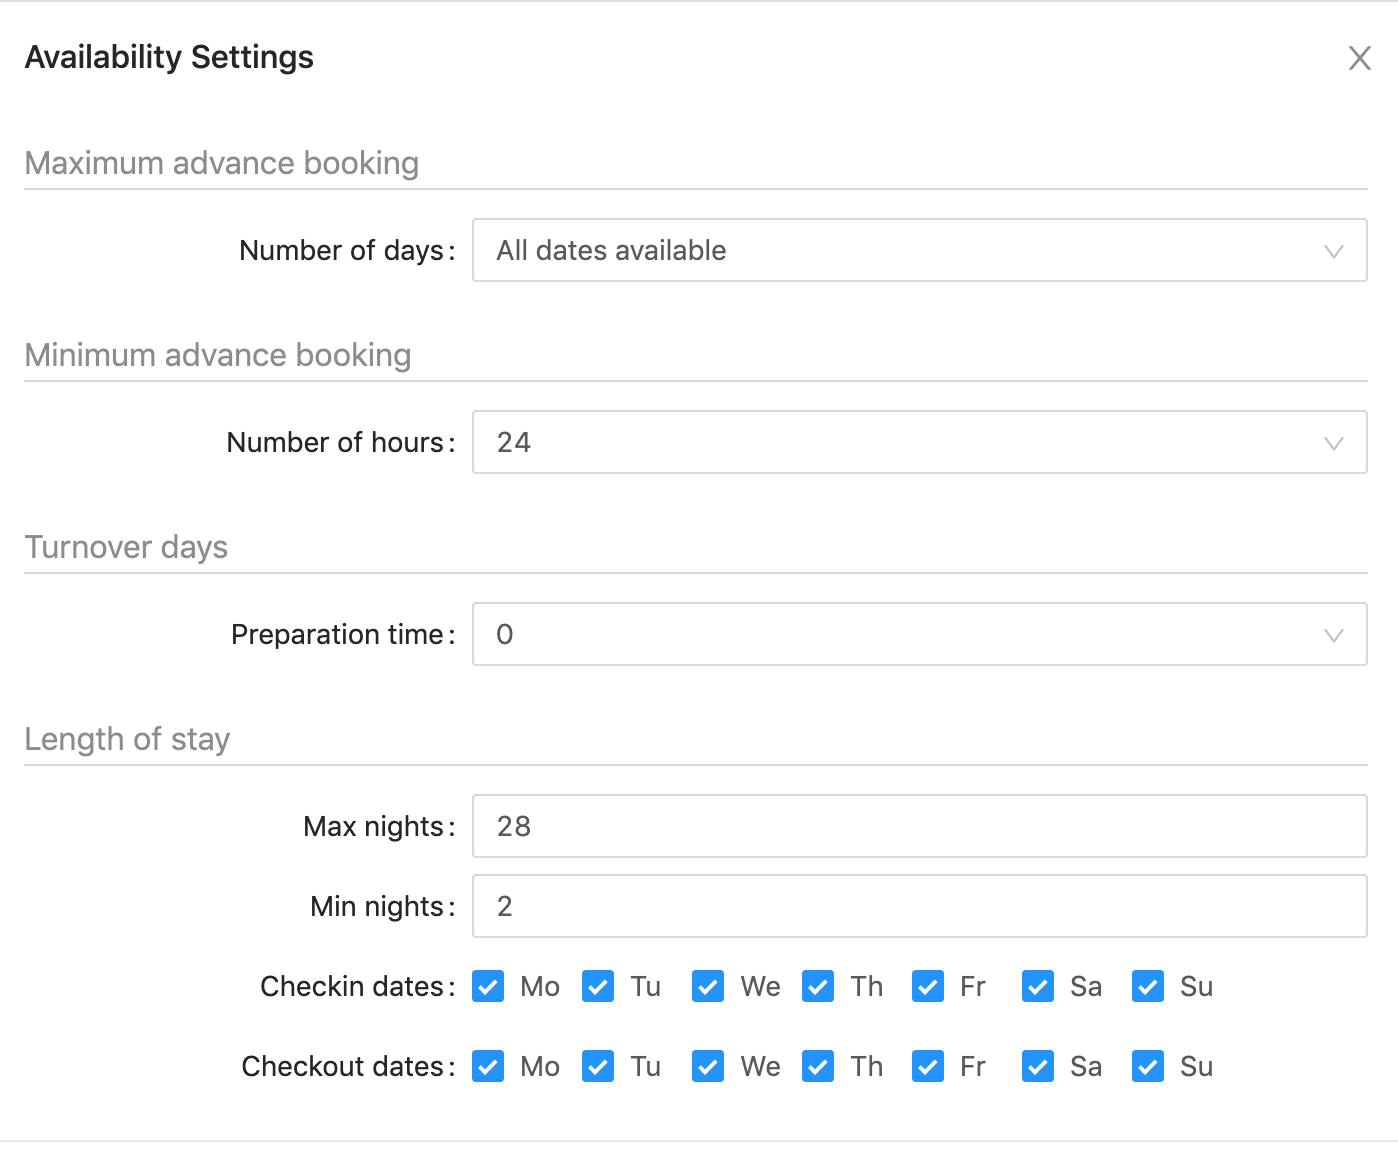 Availability Settings
Maximum advance booking
Number of days: All dates available
Minimum advance booking
Number of hours: 24
Turnover days
Preparation time: 0
Length of stay
Max nights: 28
Min nights: 2
Checkin dates: Mo Tu We Th Fr Sa Su
Checkout dates: Mo Tu We Th Fr Sa Su